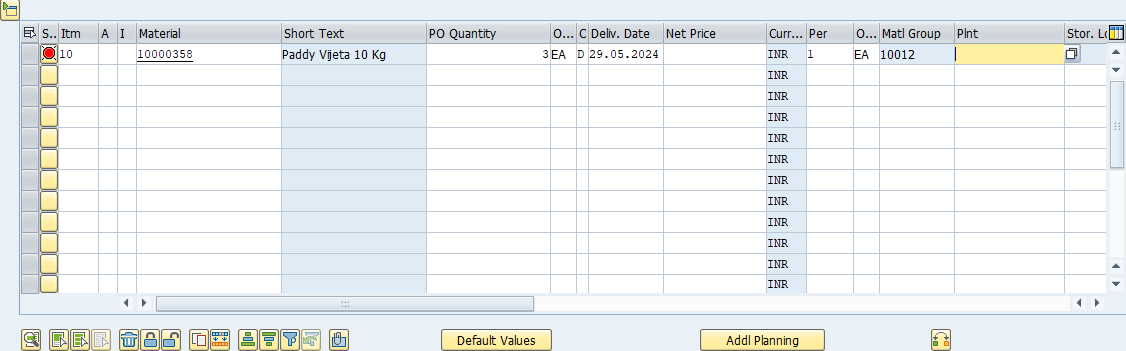 S.. Itm A I Material Short Text PO Quantity O... C Deliv. Date Net Price Curr... Per O... Matl Group Plnt Stor. Lo
10 10000358 Paddy Vijeta 10 Kg 3 EA D 29.05.2024 INR 1 EA 10012
INR
INR
INR
INR
INR
INR
INR
INR
INR
INR
INR
Default Values Addl Planning